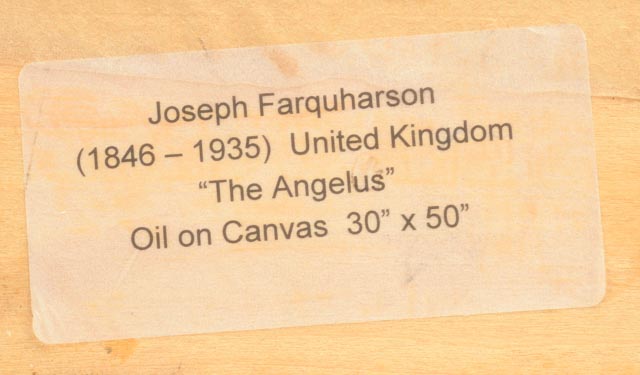 Joseph Farquharson
(1846 – 1935)  United Kingdom
“The Angelus”
Oil on Canvas  30” x 50”